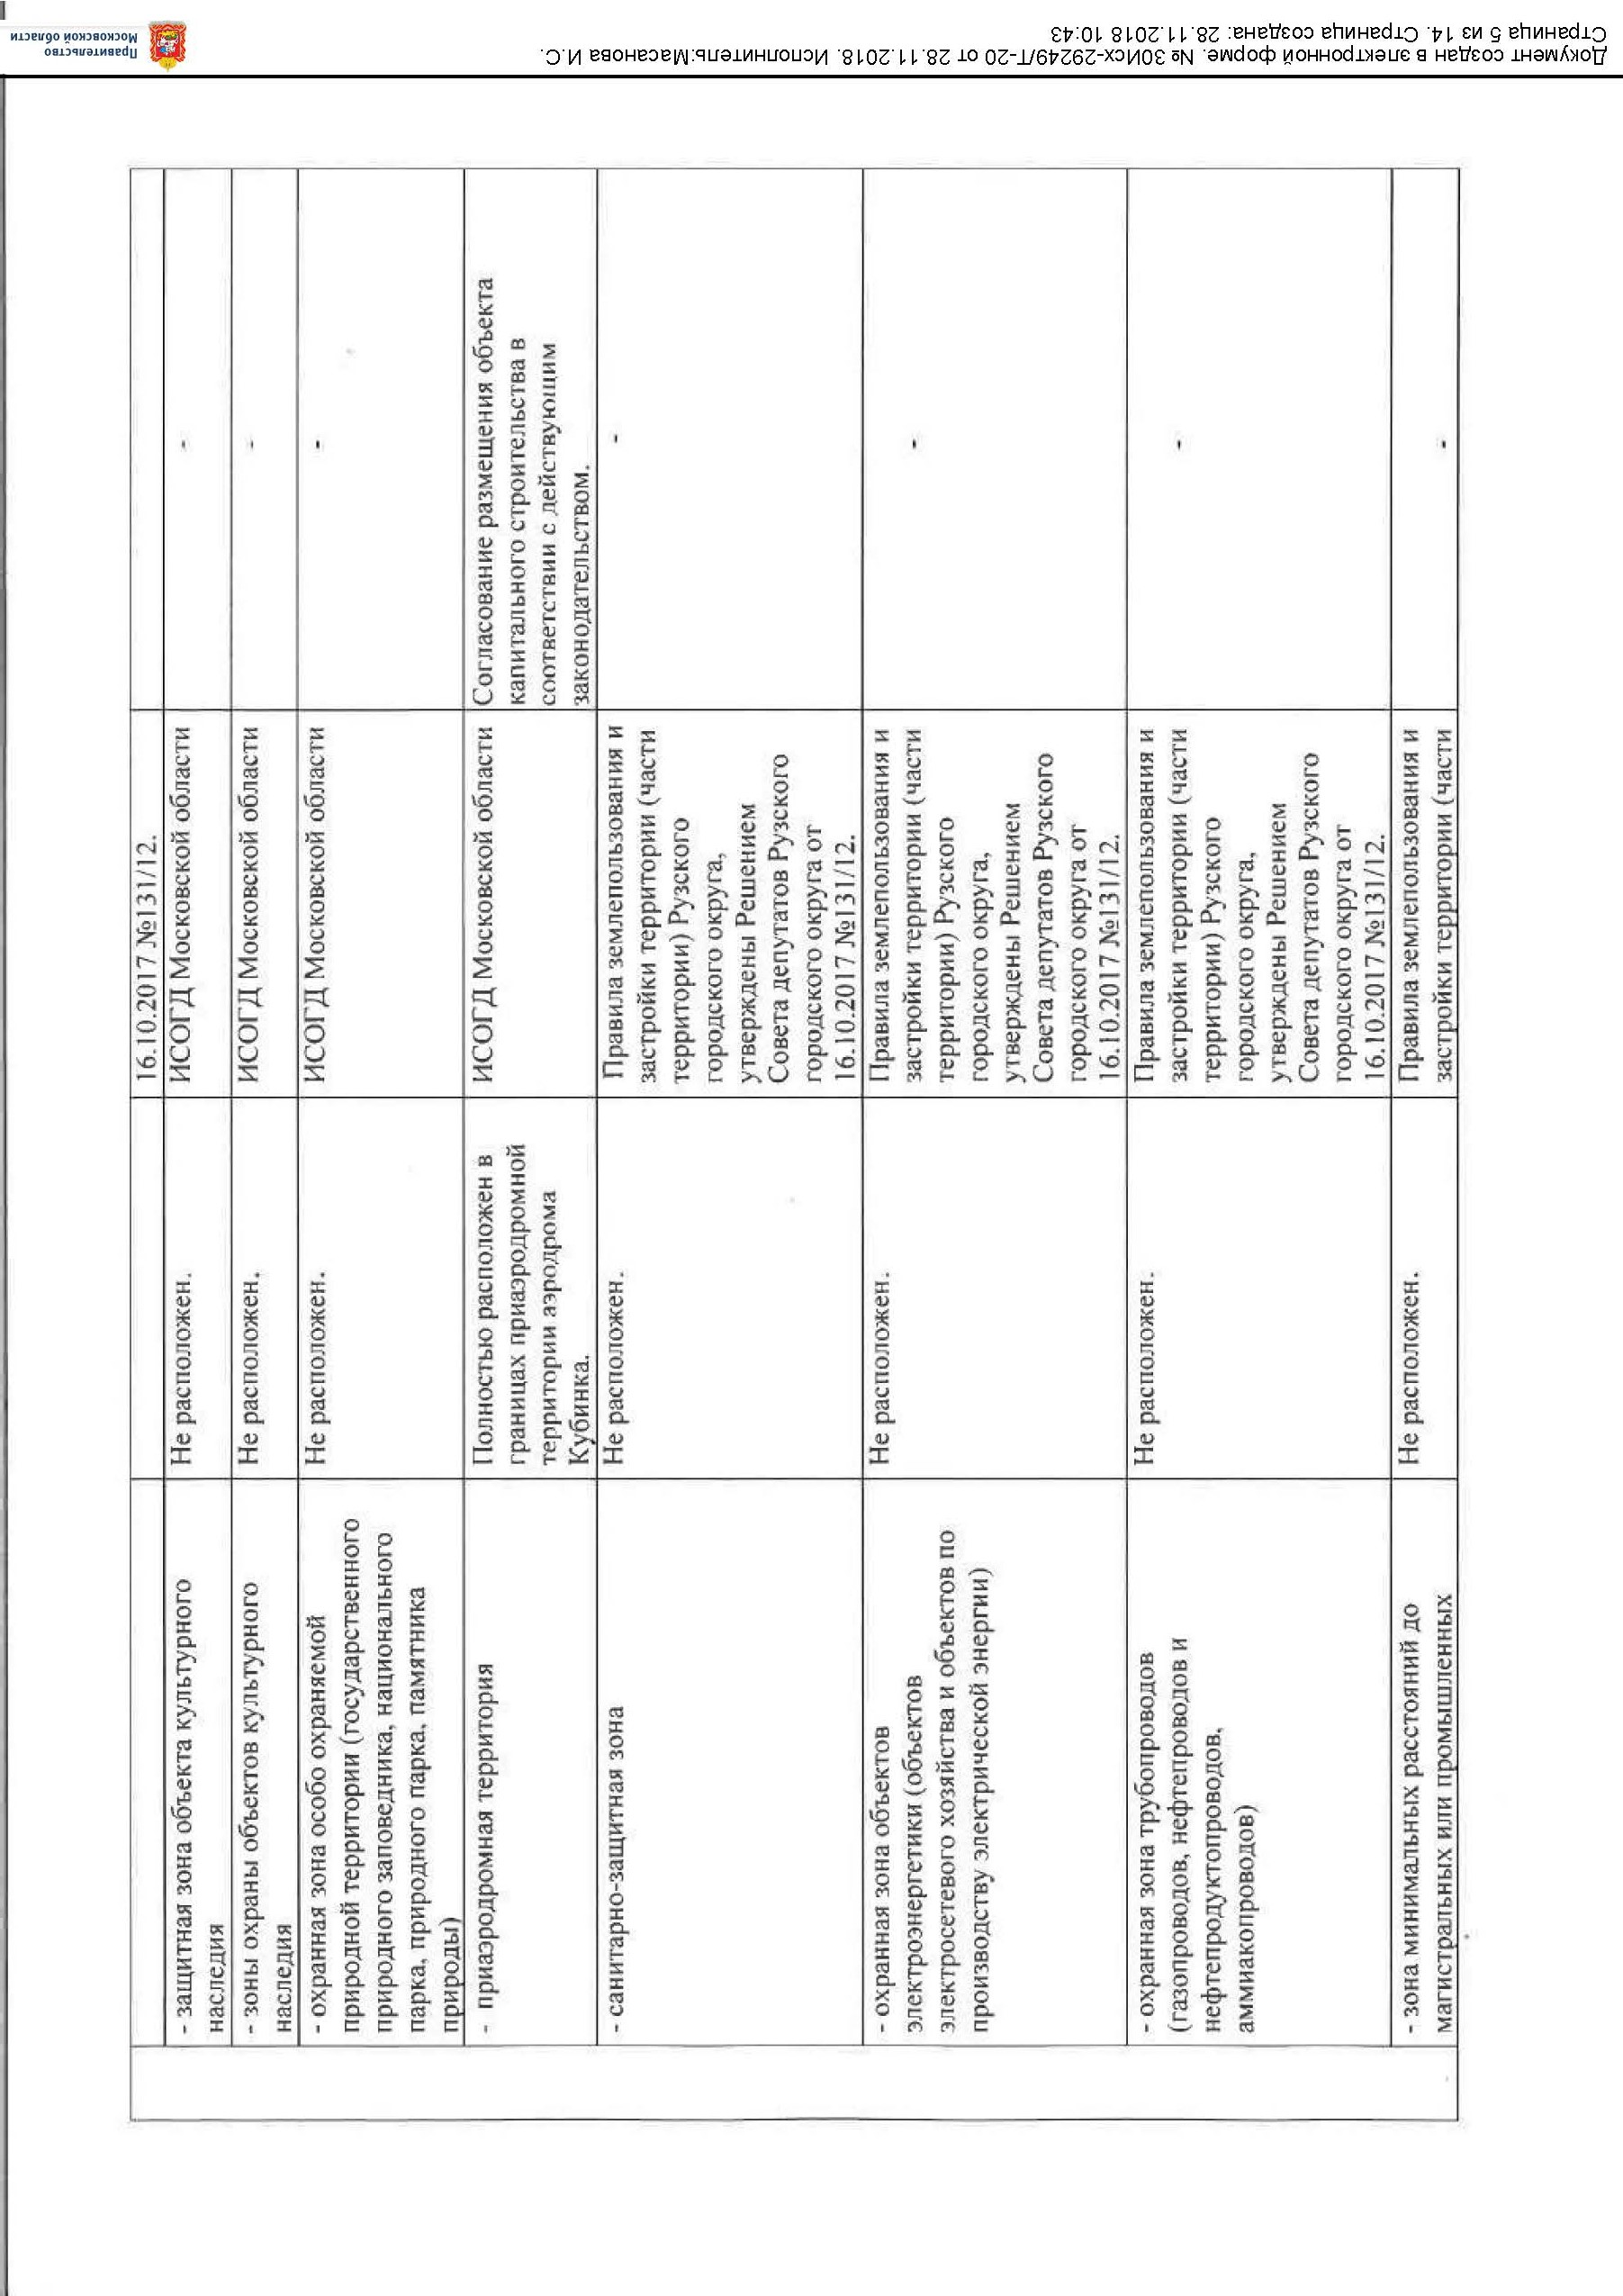 Документ создан в электронной форме. № 30Исх-29249/Т-20 от 28.11.2018. Исполнитель:Масанова И.С.
Страница 5 из 14. Страница создана: 28.11.2018 10:43
Правительство
Московской области
16.10.2017 №131/12.
- защитная зона объекта культурного
наследия
Не расположен.
ИСОГД Московской области
-
- зоны охраны объектов культурного
наследия
Не расположен.
ИСОГД Московской области
-
- охранная зона особо охраняемой
природной территории (государственного
природного заповедника, национального
парка, природного парка, памятника
природы)
Не расположен.
ИСОГД Московской области
-
- приаэродромная территория
Полностью расположен в
границах приаэродромной
территории аэродрома
Кубинка.
ИСОГД Московской области
Согласование размещения объекта
капитального строительства в
соответствии с действующим
законодательством.
- санитарно-защитная зона
Не расположен.
Правила землепользования и
застройки территории (части
территории) Рузского
городского округа,
утверждены Решением
Совета депутатов Рузского
городского округа от
16.10.2017 №131/12.
-
- охранная зона объектов
электроэнергетики (объектов
электросетевого хозяйства и объектов по
производству электрической энергии)
Не расположен.
Правила землепользования и
застройки территории (части
территории) Рузского
городского округа,
утверждены Решением
Совета депутатов Рузского
городского округа от
16.10.2017 №131/12.
-
- охранная зона трубопроводов
(газопроводов, нефтепроводов и
нефтепродуктопроводов,
аммиакопроводов)
Не расположен.
Правила землепользования и
застройки территории (части
территории) Рузского
городского округа,
утверждены Решением
Совета депутатов Рузского
городского округа от
16.10.2017 №131/12.
-
- зона минимальных расстояний до
магистральных или промышленных
Не расположен.
Правила землепользования и
застройки территории (части
-